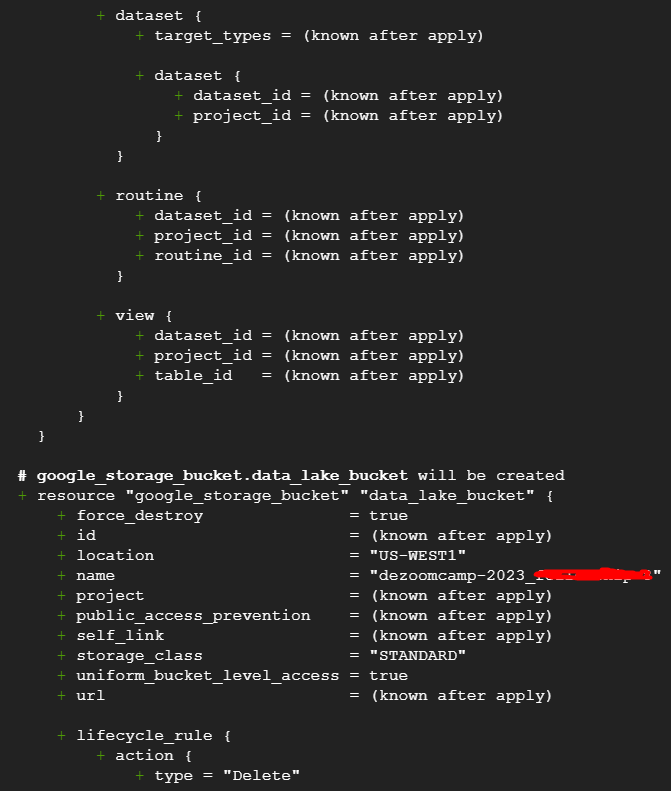 + dataset {
+ target_types = (known after apply)
+ dataset {
+ dataset_id = (known after apply)
+ project_id = (known after apply)
}
}
+ routine {
+ dataset_id = (known after apply)
+ project_id = (known after apply)
+ routine_id = (known after apply)
}
+ view {
+ dataset_id = (known after apply)
+ project_id = (known after apply)
+ table_id = (known after apply)
}
}
}
# google_storage_bucket.data_lake_bucket will be created
+ resource "google_storage_bucket" "data_lake_bucket" {
+ force_destroy = true
+ id = (known after apply)
+ location = "US-WEST1"
+ name = "dezoomcamp-2023_"
+ project = (known after apply)
+ public_access_prevention = (known after apply)
+ self_link = (known after apply)
+ storage_class = "STANDARD"
+ uniform_bucket_level_access = true
+ url = (known after apply)
+ lifecycle_rule {
+ action {
+ type = "Delete"